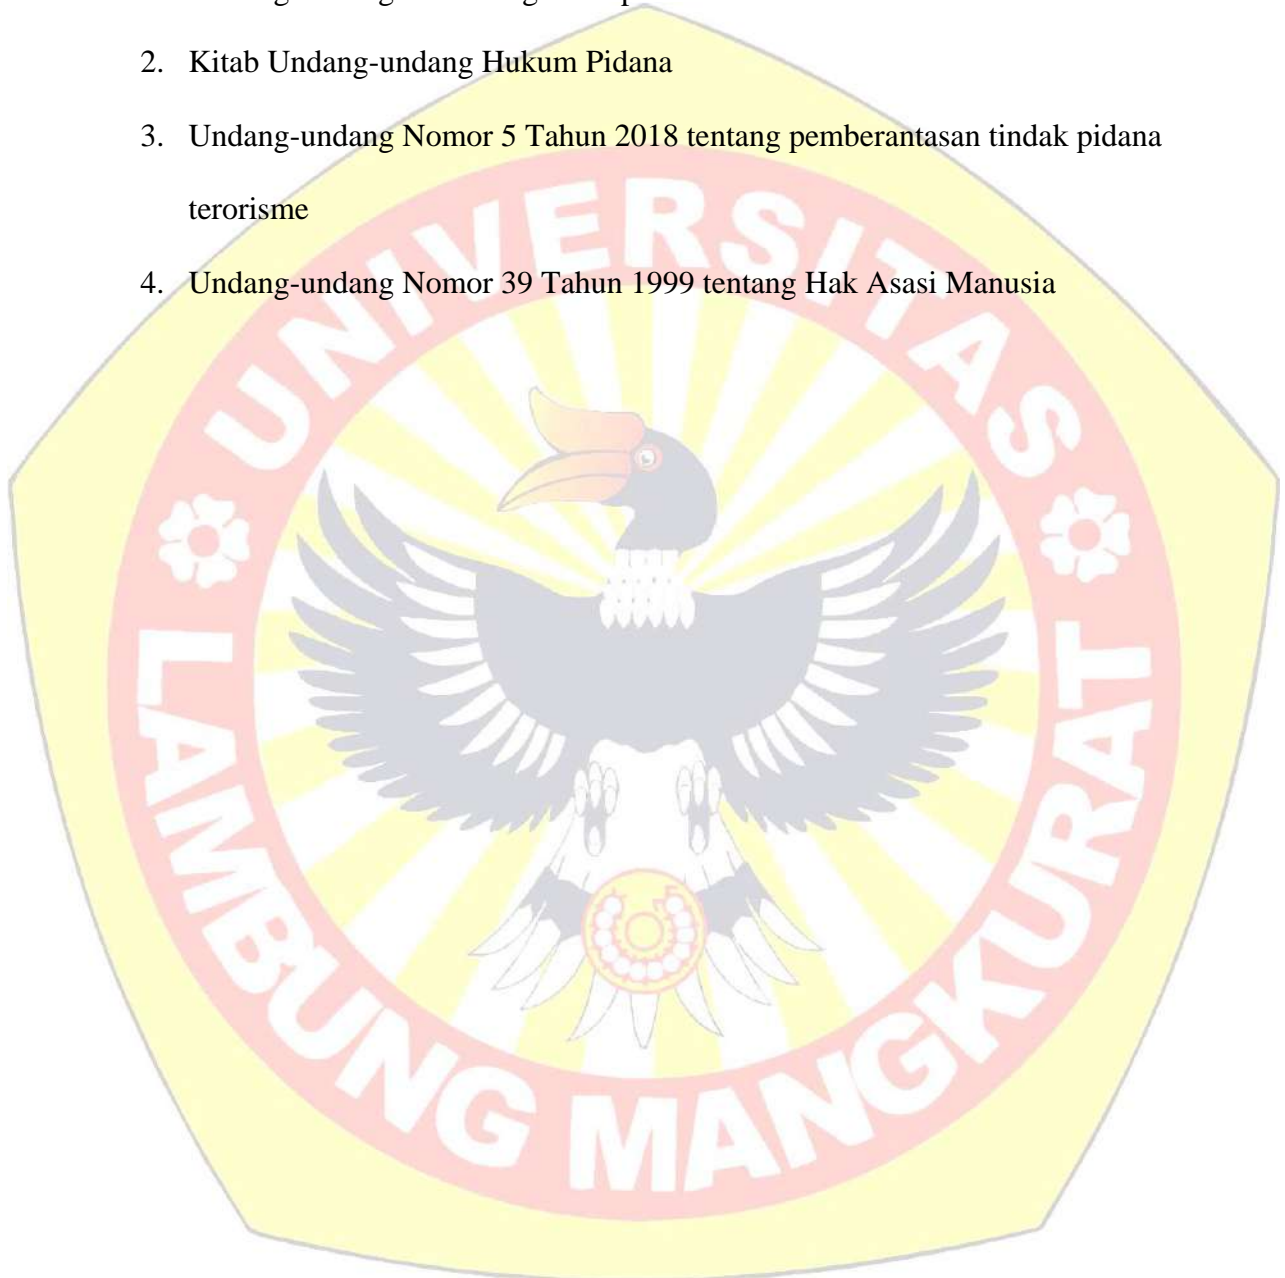 2. Kitab Undang-undang Hukum Pidana
3. Undang-undang Nomor 5 Tahun 2018 tentang pemberantasan tindak pidana
terorisme
4. Undang-undang Nomor 39 Tahun 1999 tentang Hak Asasi Manusia
UNIVERSITAS
LAMBUNG MANGKURAT